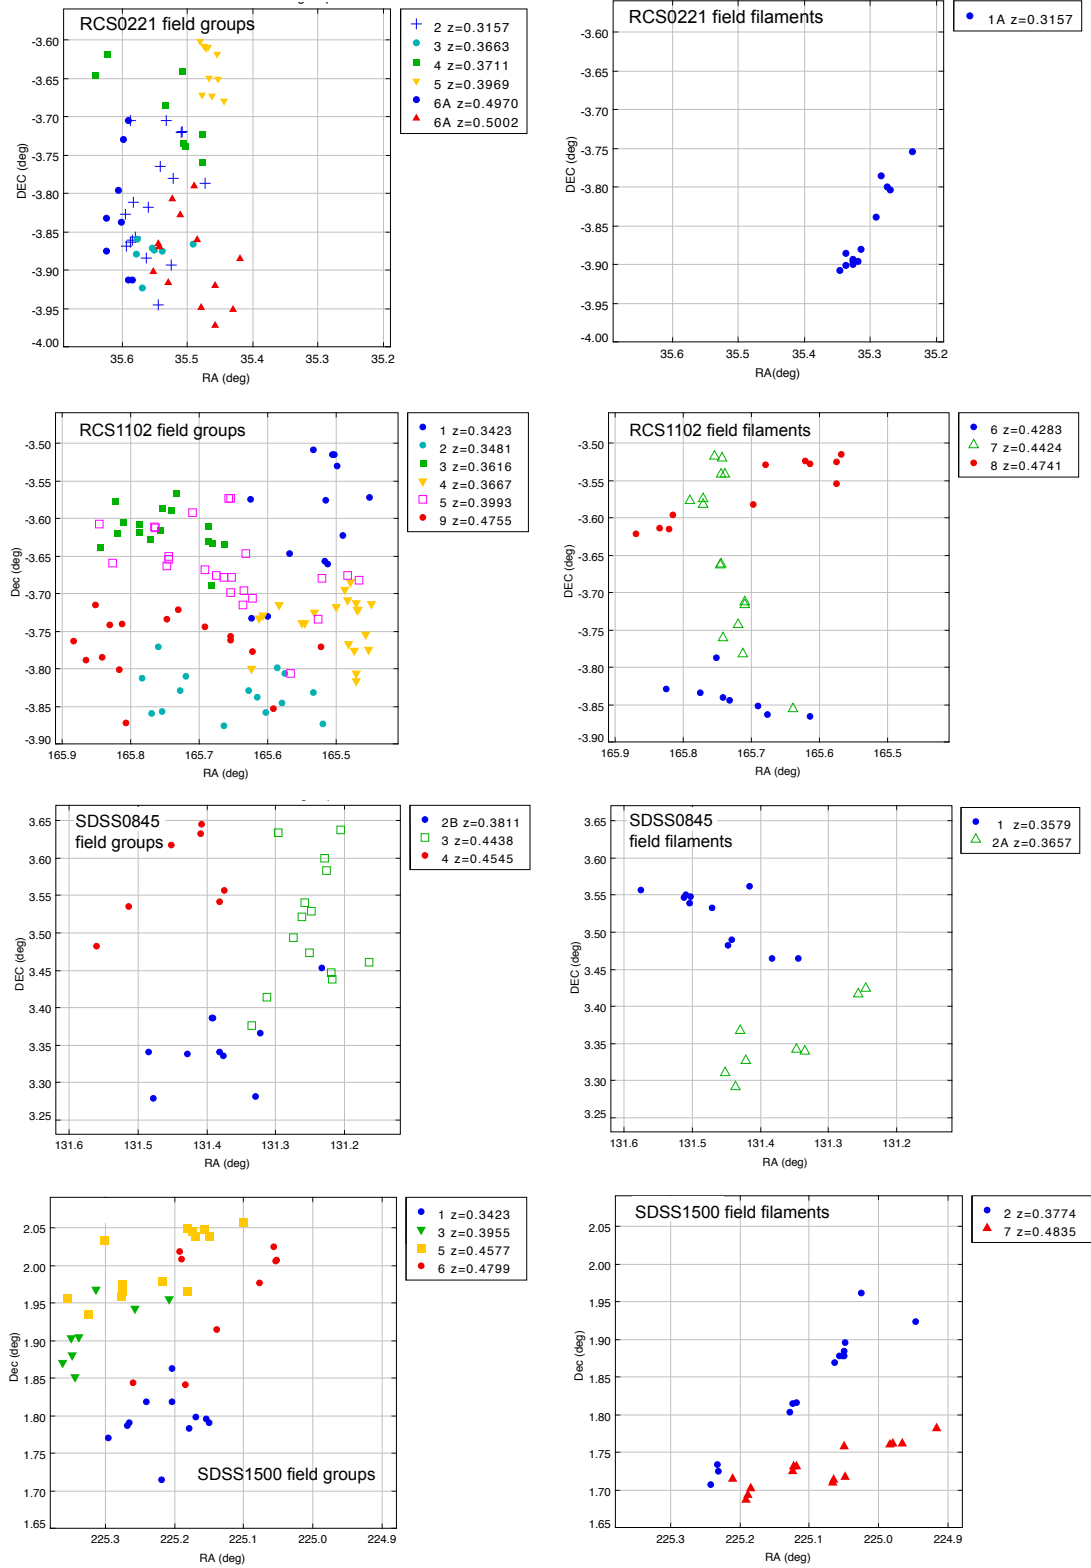 RCS0221 field groups
2 z=0.3157
3 z=0.3663
4 z=0.3711
5 z=0.3969
6A z=0.4970
6A z=0.5002
-3.60
-3.65
-3.70
-3.75
-3.80
-3.85
-3.90
-3.95
-4.00
DEC (deg)
35.6
35.5
35.4
35.3
35.2
RA (deg)
RCS0221 field filaments
1A z=0.3157
-3.60
-3.65
-3.70
-3.75
-3.80
-3.85
-3.90
-3.95
-4.00
DEC (deg)
35.6
35.5
35.4
35.3
35.2
RA(deg)
RCS1102 field groups
1 z=0.3423
2 z=0.3481
3 z=0.3616
4 z=0.3667
5 z=0.3993
9 z=0.4755
-3.50
-3.55
-3.60
-3.65
-3.70
-3.75
-3.80
-3.85
-3.90
Dec (deg)
165.9
165.8
165.7
165.6
165.5
RA (deg)
RCS1102 field filaments
6 z=0.4283
7 z=0.4424
8 z=0.4741
-3.50
-3.55
-3.60
-3.65
-3.70
-3.75
-3.80
-3.85
-3.90
DEC (deg)
165.9
165.8
165.7
165.6
165.5
RA (deg)
SDSS0845
field groups
2B z=0.3811
3 z=0.4438
4 z=0.4545
3.65
3.60
3.55
3.50
3.45
3.40
3.35
3.30
3.25
DEC (deg)
131.6
131.5
131.4
131.3
131.2
RA (deg)
SDSS0845
field filaments
1 z=0.3579
2A z=0.3657
3.65
3.60
3.55
3.50
3.45
3.40
3.35
3.30
3.25
DEC (deg)
131.6
131.5
131.4
131.3
131.2
RA (deg)
1 z=0.3423
3 z=0.3955
5 z=0.4577
6 z=0.4799
2.05
2.00
1.95
1.90
1.85
1.80
1.75
1.70
1.65
Dec (deg)
SDSS1500 field groups
225.3
225.2
225.1
225.0
224.9
RA (deg)
SDSS1500 field filaments
2 z=0.3774
7 z=0.4835
2.05
2.00
1.95
1.90
1.85
1.80
1.75
1.70
1.65
Dec (deg)
225.3
225.2
225.1
225.0
224.9
RA (deg)